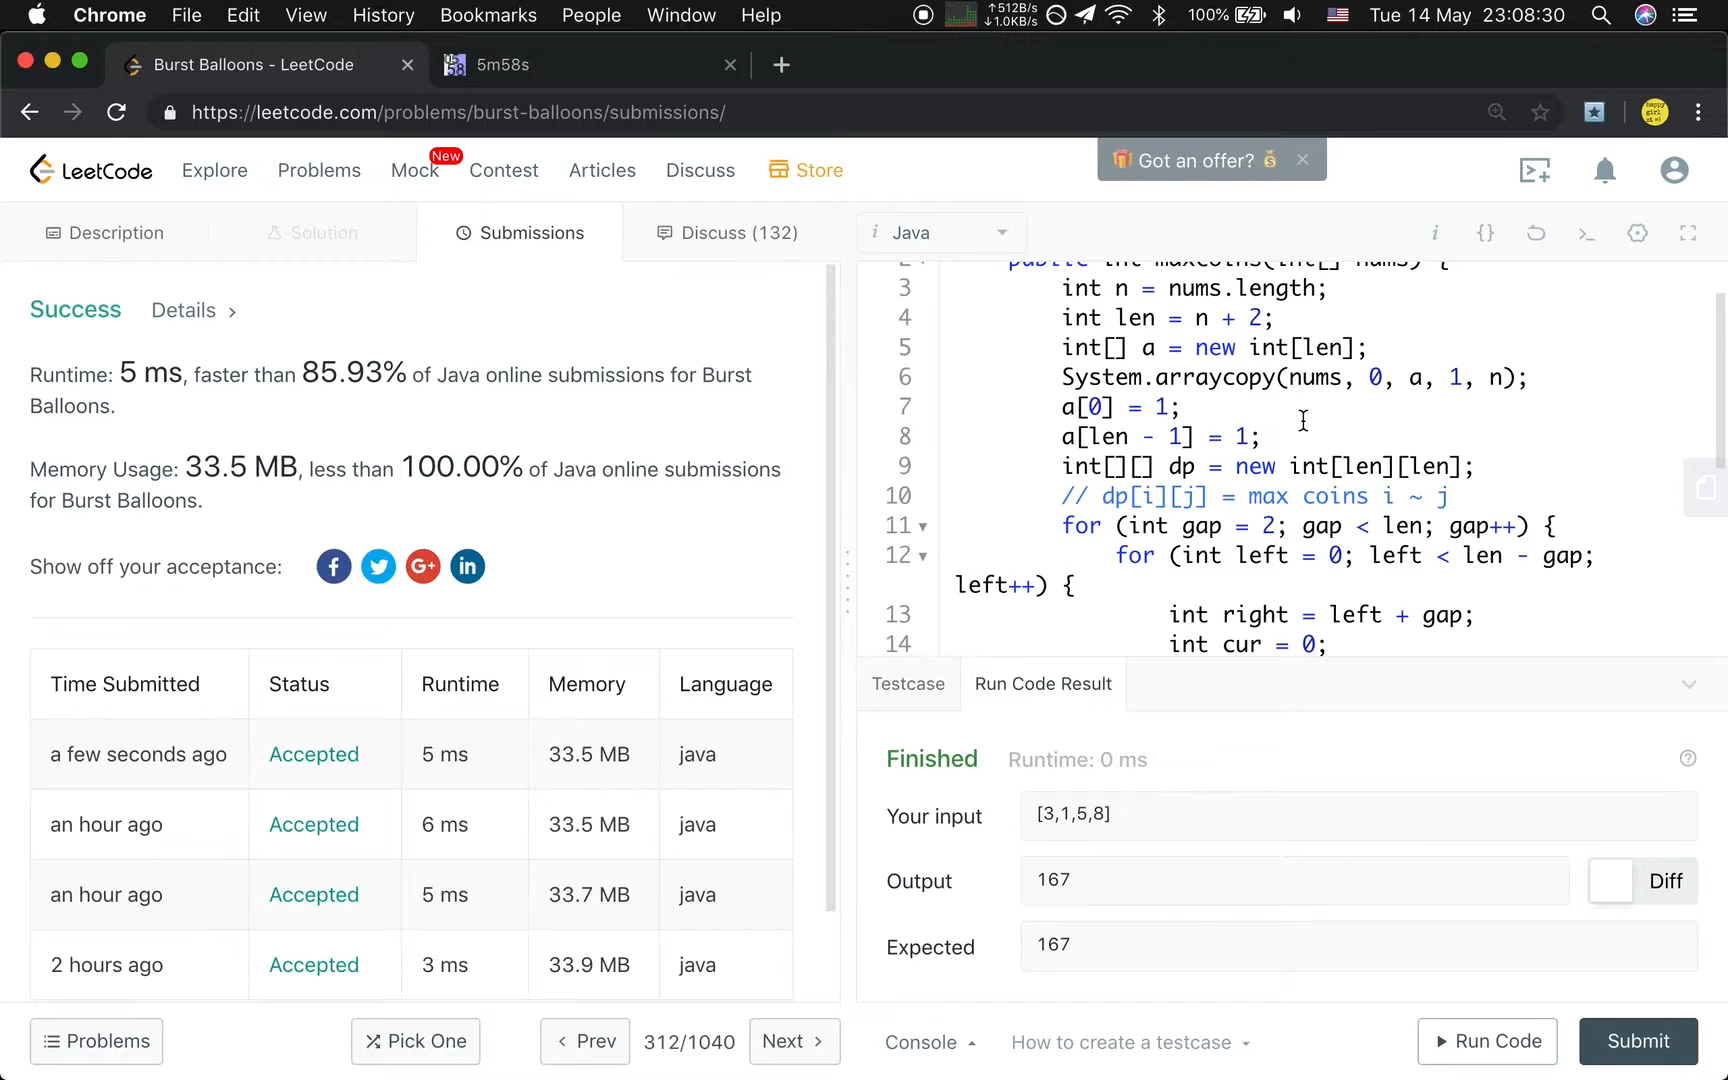 Chrome File Edit View History Bookmarks People Window Help ↑512B/s ↓1.0KB/s 100% Tue 14 May 23:08:30
Burst Balloons - LeetCode 5m58s
https://leetcode.com/problems/burst-balloons/submissions/
LeetCode Explore Problems Mock New Contest Articles Discuss Store Got an offer?
Description Solution Submissions Discuss (132) i Java
Success Details >
Runtime: 5 ms, faster than 85.93% of Java online submissions for Burst
Balloons.
Memory Usage: 33.5 MB, less than 100.00% of Java online submissions
for Burst Balloons.
Show off your acceptance:
Time Submitted Status Runtime Memory Language
a few seconds ago Accepted 5 ms 33.5 MB java
an hour ago Accepted 6 ms 33.5 MB java
an hour ago Accepted 5 ms 33.7 MB java
2 hours ago Accepted 3 ms 33.9 MB java
Problems Pick One < Prev 312/1040 Next >
2 public int maxCoins(int[] nums) {
3 int n = nums.length;
4 int len = n + 2;
5 int[] a = new int[len];
6 System.arraycopy(nums, 0, a, 1, n);
7 a[0] = 1;
8 a[len - 1] = 1;
9 int[][] dp = new int[len][len];
10 // dp[i][j] = max coins i ~ j
11 for (int gap = 2; gap < len; gap++) {
12 for (int left = 0; left < len - gap;
left++) {
13 int right = left + gap;
14 int cur = 0;
Testcase Run Code Result
Finished Runtime: 0 ms
Your input [3,1,5,8]
Output 167 Diff
Expected 167
Console How to create a testcase Run Code Submit